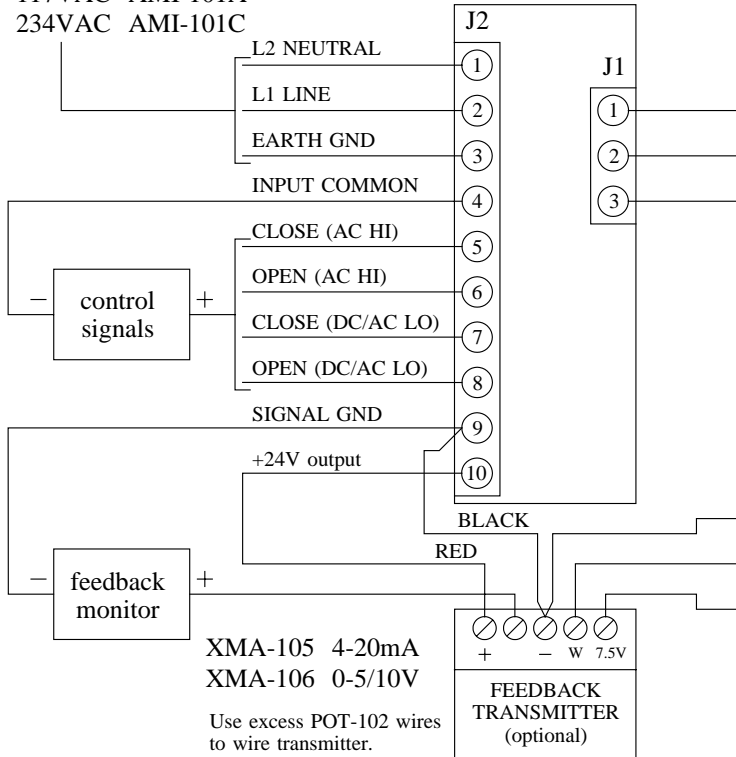 117VAC AMI-101A
234VAC AMI-101C
J2
J1
L2 NEUTRAL
1
L1 LINE
2
EARTH GND
3
INPUT COMMON
4
CLOSE (AC HI)
5
OPEN (AC HI)
6
CLOSE (DC/AC LO)
7
OPEN (DC/AC LO)
8
SIGNAL GND
9
+24V output
10
1
2
3
− control signals +
BLACK
RED
− feedback monitor +
XMA-105 4-20mA
XMA-106 0-5/10V
Use excess POT-102 wires
to wire transmitter.
+ − W 7.5V
FEEDBACK
TRANSMITTER
(optional)